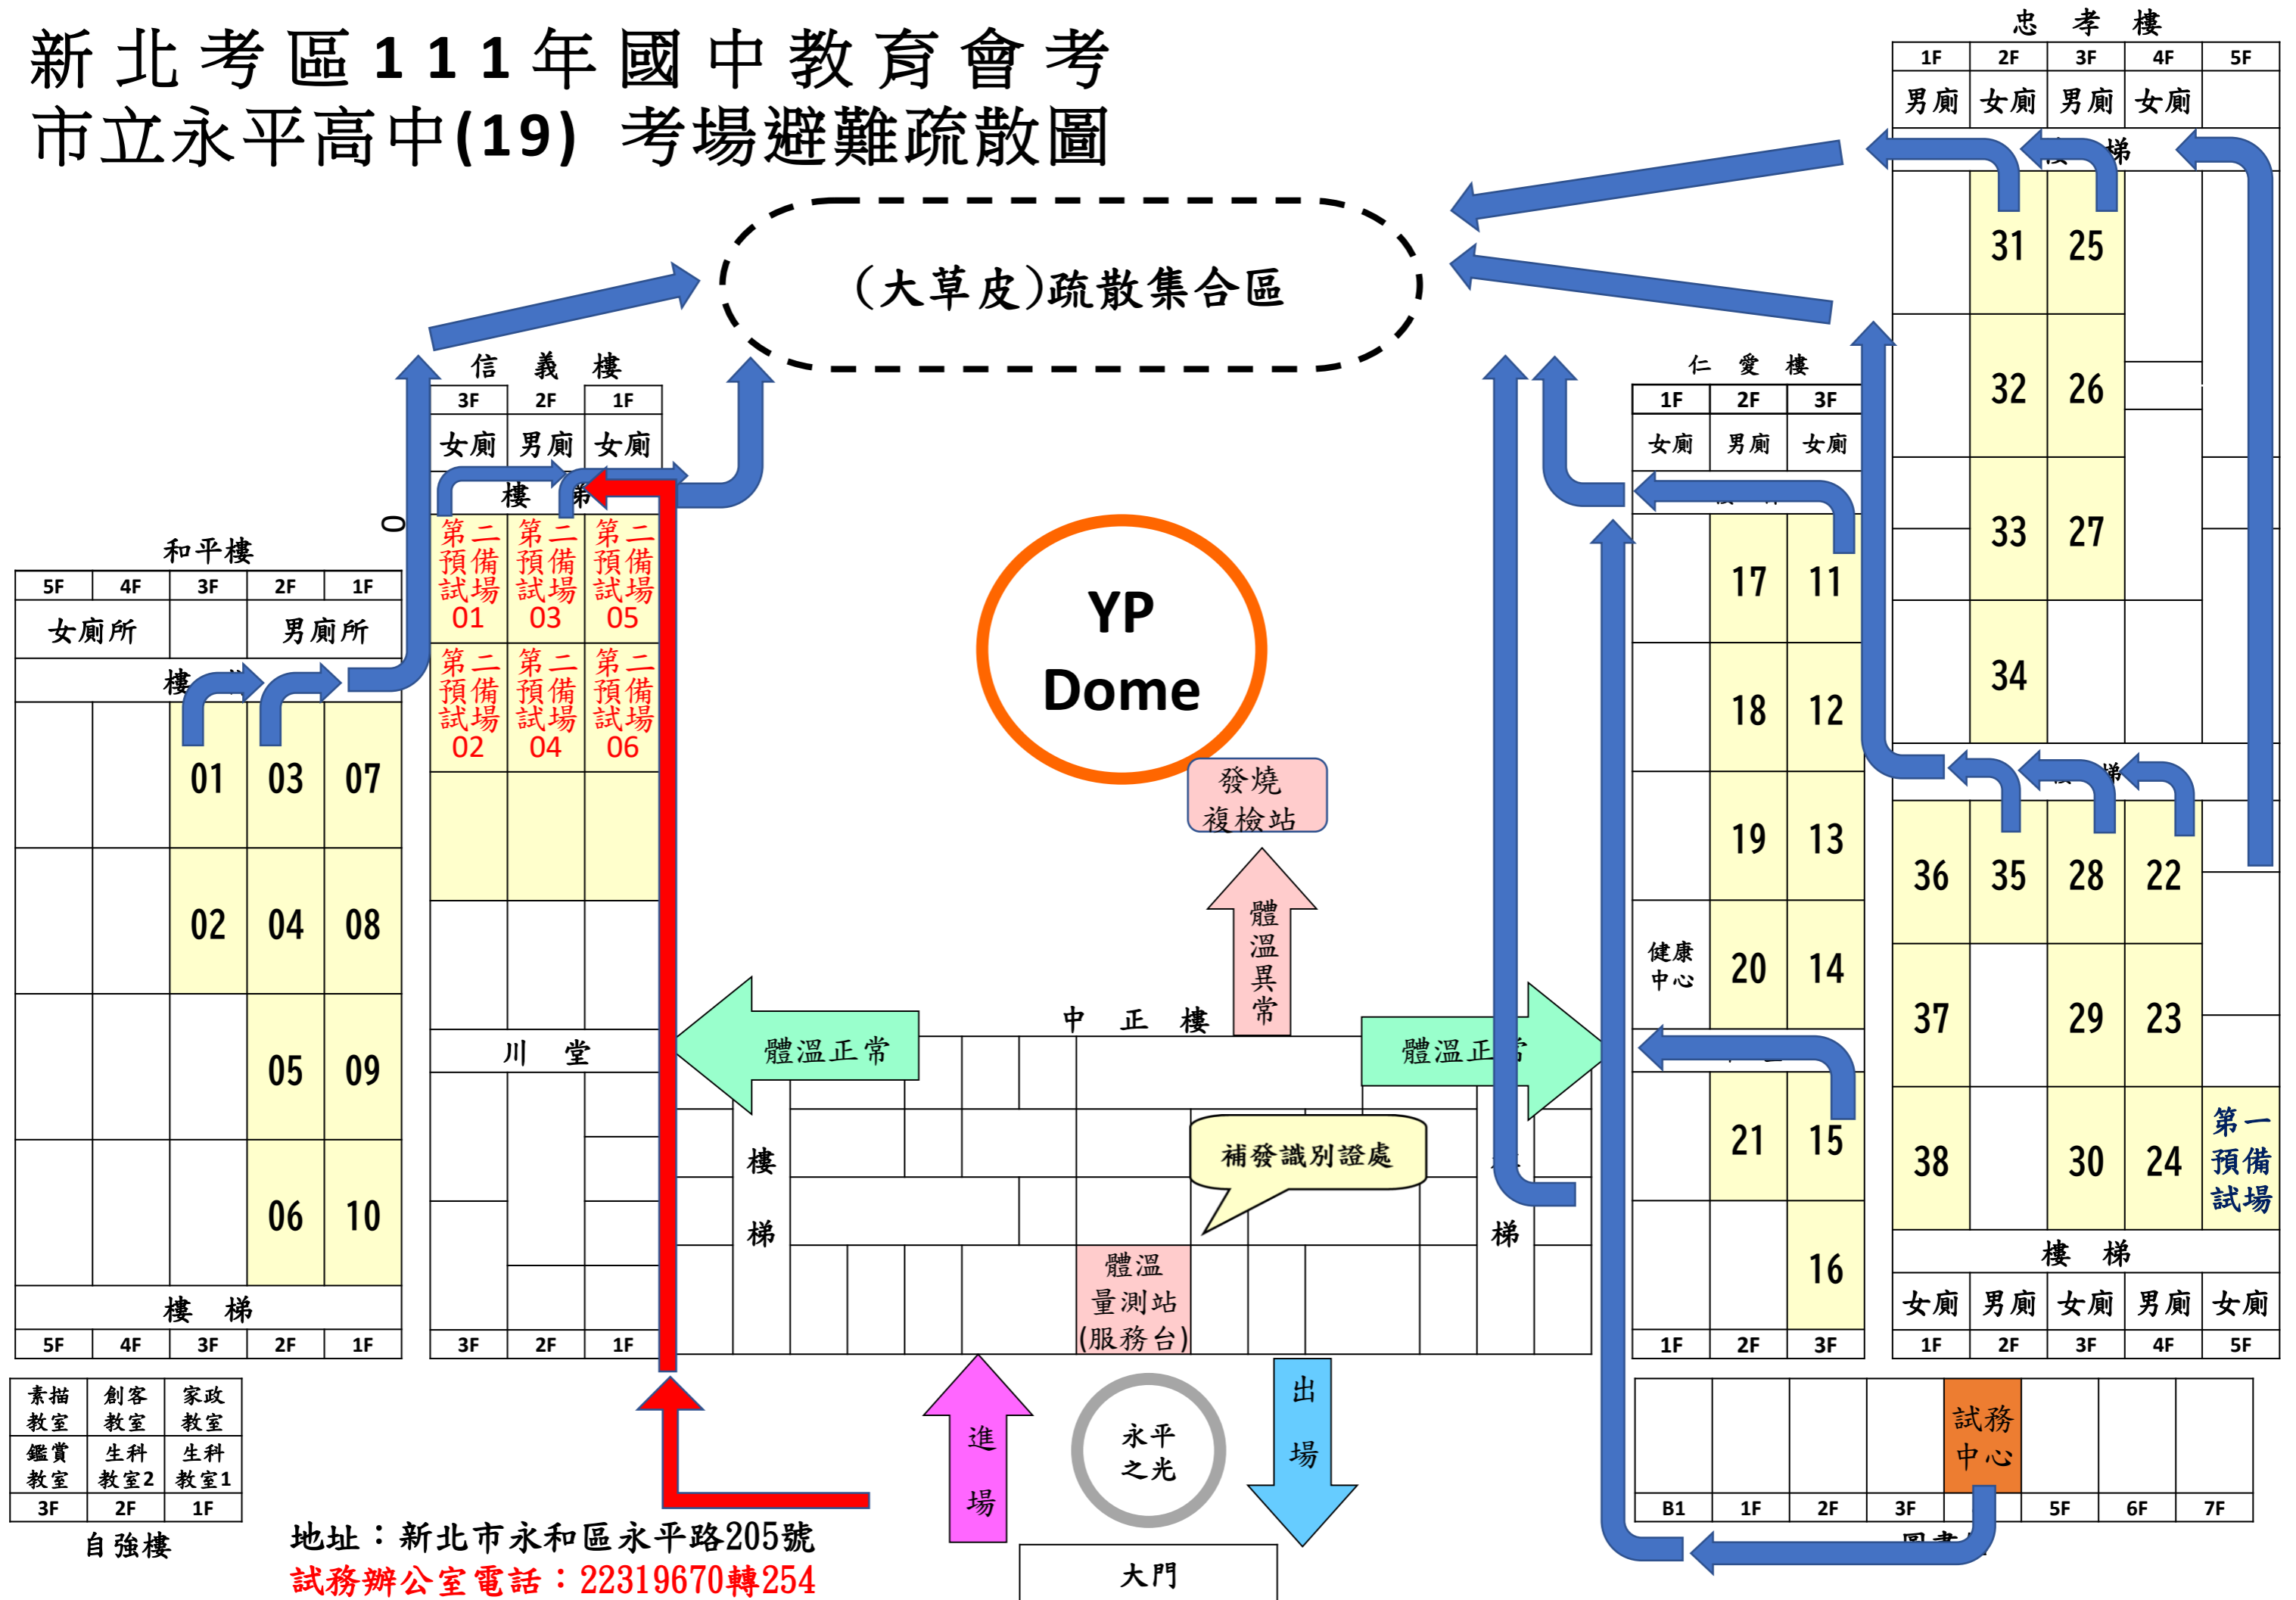 新北考區111年國中教育會考
市立永平高中(19) 考場避難疏散圖
(大草皮)疏散集合區
忠孝樓
1F 2F 3F 4F 5F
男廁 女廁 男廁 女廁
梯
31 25
32 26
33 27
34
梯
36 35 28 22
37 29 23
38 30 24 第一預備試場
樓梯
女廁 男廁 女廁 男廁 女廁
1F 2F 3F 4F 5F
仁愛樓
1F 2F 3F
女廁 男廁 女廁
17 11
18 12
19 13
健康中心 20 14
21 15
16
1F 2F 3F
信義樓
3F 2F 1F
女廁 男廁 女廁
樓
第二預備試場01 第二預備試場03 第二預備試場05
第二預備試場02 第二預備試場04 第二預備試場06
川堂
3F 2F 1F
0
和平樓
5F 4F 3F 2F 1F
女廁所 男廁所
樓
01 03 07
02 04 08
05 09
06 10
樓梯
5F 4F 3F 2F 1F
YP
Dome
發燒
複檢站
體溫異常
中正樓
體溫正常
體溫正常
樓梯
梯
補發識別證處
體溫
量測站
(服務台)
進場
永平
之光
出場
大門
素描教室 創客教室 家政教室
鑑賞教室 生科教室2 生科教室1
3F 2F 1F
自強樓
試務中心
B1 1F 2F 3F 5F 6F 7F
地址：新北市永和區永平路205號
試務辦公室電話：22319670轉254